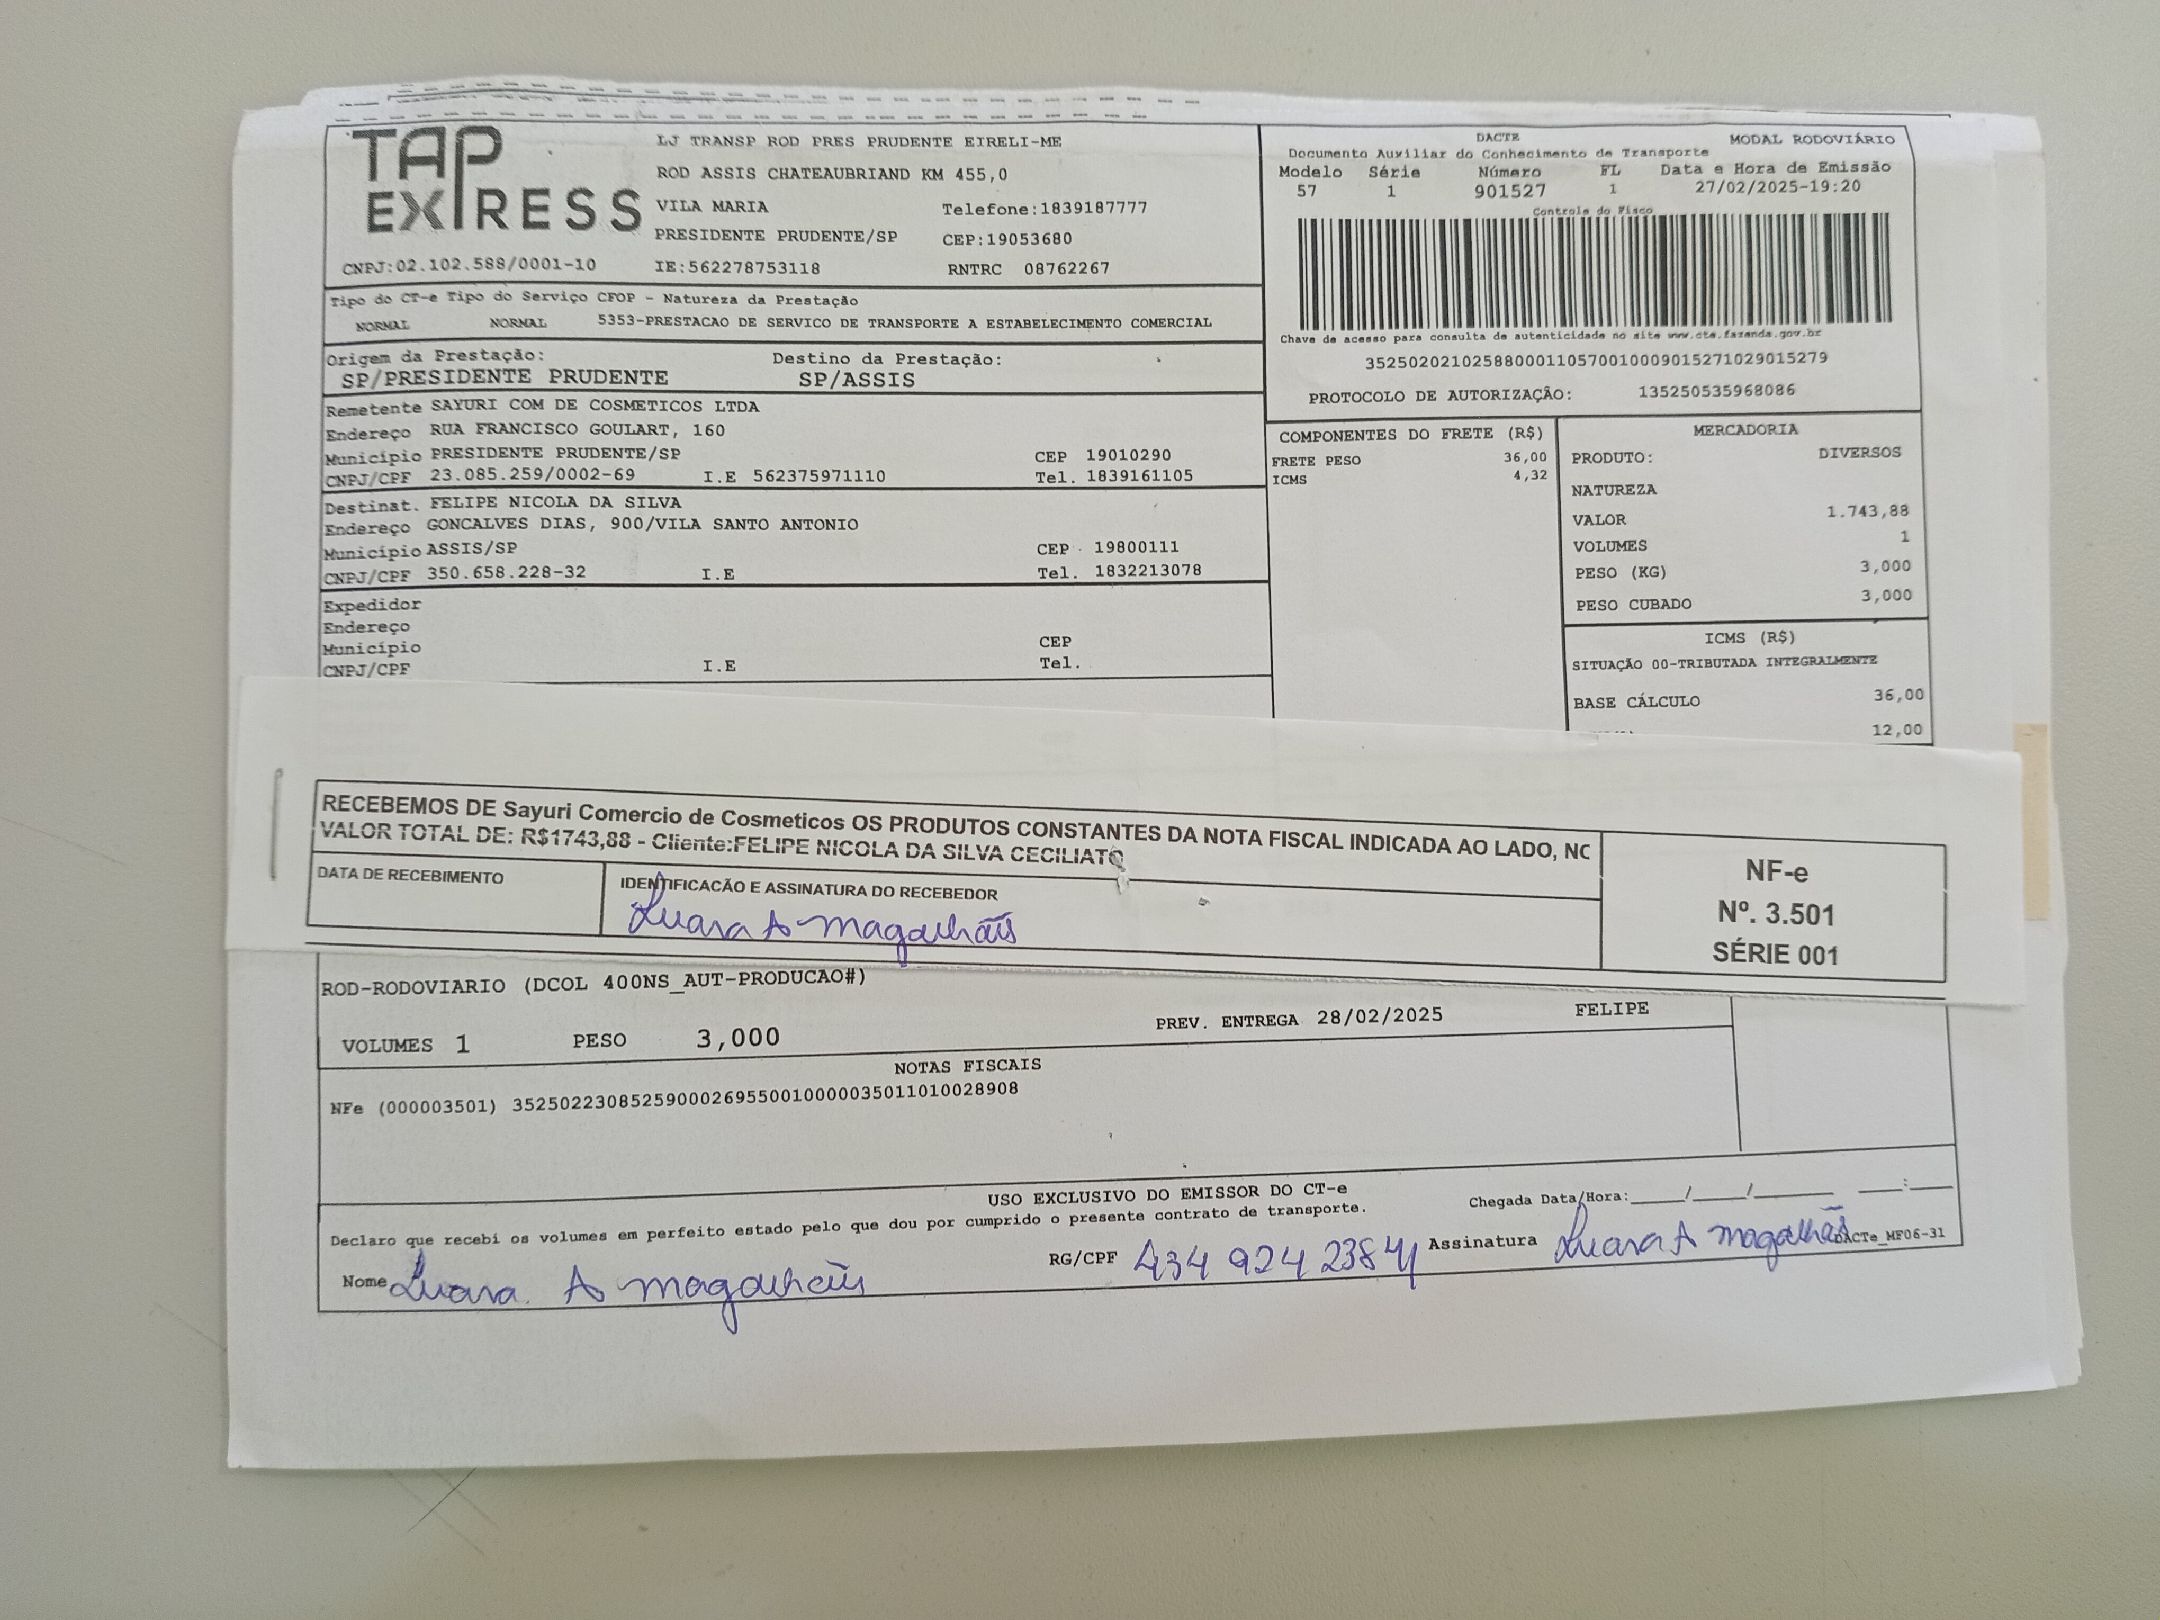 TAP EXPRESS
LJ TRANSP ROD PRES PRUDENTE EIRELI-ME
ROD ASSIS CHATEAUBRIAND KM 455,0
VILA MARIA Telefone:1839187777
PRESIDENTE PRUDENTE/SP CEP:19053680
CNPJ:02.102.588/0001-10 IE:562278753118 RNTRC 08762267
DACTE MODAL RODOVIÁRIO
Documento Auxiliar do Conhecimento de Transporte
Modelo Série Número FL Data e Hora de Emissão
57 1 901527 1 27/02/2025-19:20
Controle do Fisco
Chave de acesso para consulta de autenticidade no site www.cte.fazenda.gov.br
35250202102588000110570010009015271029015279
PROTOCOLO DE AUTORIZAÇÃO: 135250535968086
Tipo do CT-e Tipo do Serviço CFOP - Natureza da Prestação
NORMAL NORMAL 5353-PRESTACAO DE SERVICO DE TRANSPORTE A ESTABELECIMENTO COMERCIAL
Origem da Prestação: Destino da Prestação:
SP/PRESIDENTE PRUDENTE SP/ASSIS
Remetente SAYURI COM DE COSMETICOS LTDA
Endereço RUA FRANCISCO GOULART, 160
Município PRESIDENTE PRUDENTE/SP CEP 19010290
CNPJ/CPF 23.085.259/0002-69 I.E 562375971110 Tel. 1839161105
Destinat. FELIPE NICOLA DA SILVA
Endereço GONCALVES DIAS, 900/VILA SANTO ANTONIO
Município ASSIS/SP CEP 19800111
CNPJ/CPF 350.658.228-32 I.E Tel. 1832213078
Expedidor
Endereço
Município CEP
CNPJ/CPF I.E Tel.
COMPONENTES DO FRETE (R$)
FRETE PESO 36,00
ICMS 4,32
MERCADORIA
PRODUTO: DIVERSOS
NATUREZA
VALOR 1.743,88
VOLUMES 1
PESO (KG) 3,000
PESO CUBADO 3,000
ICMS (R$)
SITUAÇÃO 00-TRIBUTADA INTEGRALMENTE
BASE CÁLCULO 36,00
12,00
RECEBEMOS DE Sayuri Comercio de Cosmeticos OS PRODUTOS CONSTANTES DA NOTA FISCAL INDICADA AO LADO, NO
VALOR TOTAL DE: R$1743,88 - Cliente:FELIPE NICOLA DA SILVA CECILIATO
DATA DE RECEBIMENTO IDENTIFICAÇÃO E ASSINATURA DO RECEBEDOR
Luara A Magalhães
NF-e
Nº. 3.501
SÉRIE 001
ROD-RODOVIARIO (DCOL 400NS_AUT-PRODUCAO#)
VOLUMES 1 PESO 3,000 PREV. ENTREGA 28/02/2025 FELIPE
NOTAS FISCAIS
NFe (000003501) 35250223085259000269550010000035011010028908
USO EXCLUSIVO DO EMISSOR DO CT-e
Declaro que recebi os volumes em perfeito estado pelo que dou por cumprido o presente contrato de transporte. Chegada Data/Hora:____/____/______ ___:___
Nome Luara A Magalhães RG/CPF 434 924 238 41 Assinatura Luara A Magalhães DACTe_MF06-31